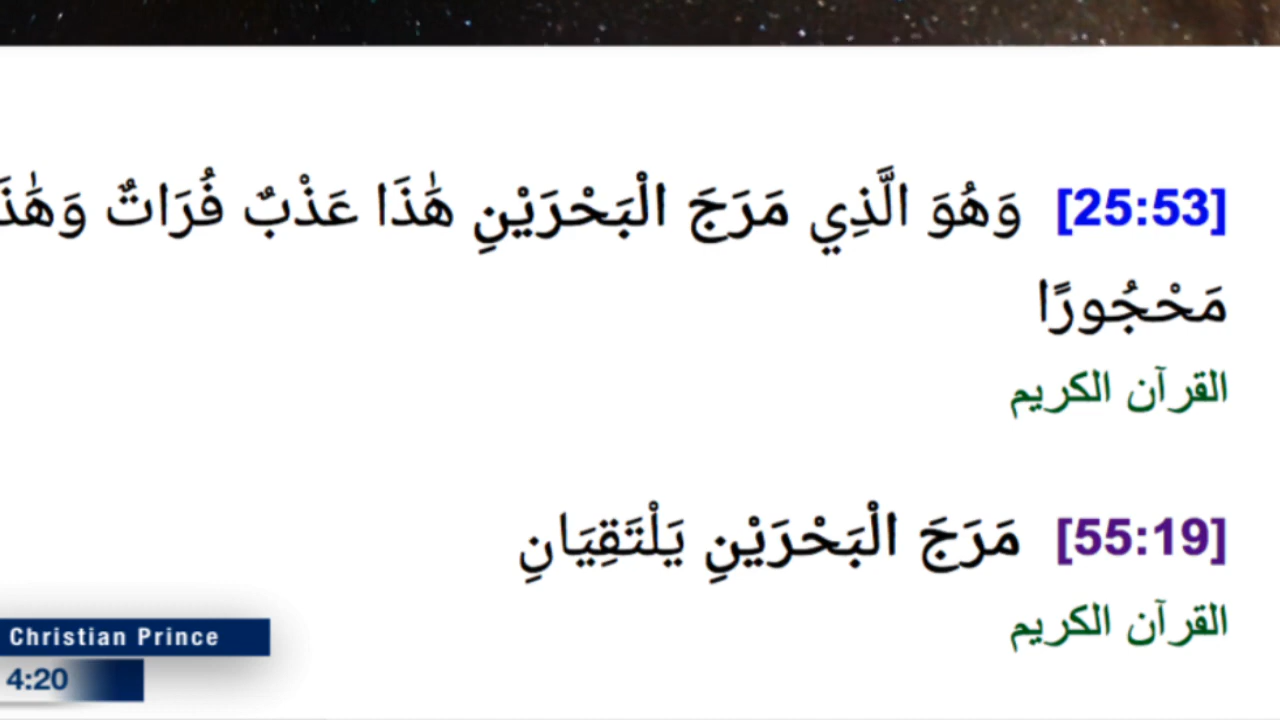 [25:53] وَهُوَ الَّذِي مَرَجَ الْبَحْرَيْنِ هَٰذَا عَذْبٌ فُرَاتٌ
مَحْجُورًا
القرآن الكريم
[55:19] مَرَجَ الْبَحْرَيْنِ يَلْتَقِيَانِ
القرآن الكريم
Christian Prince
4:20